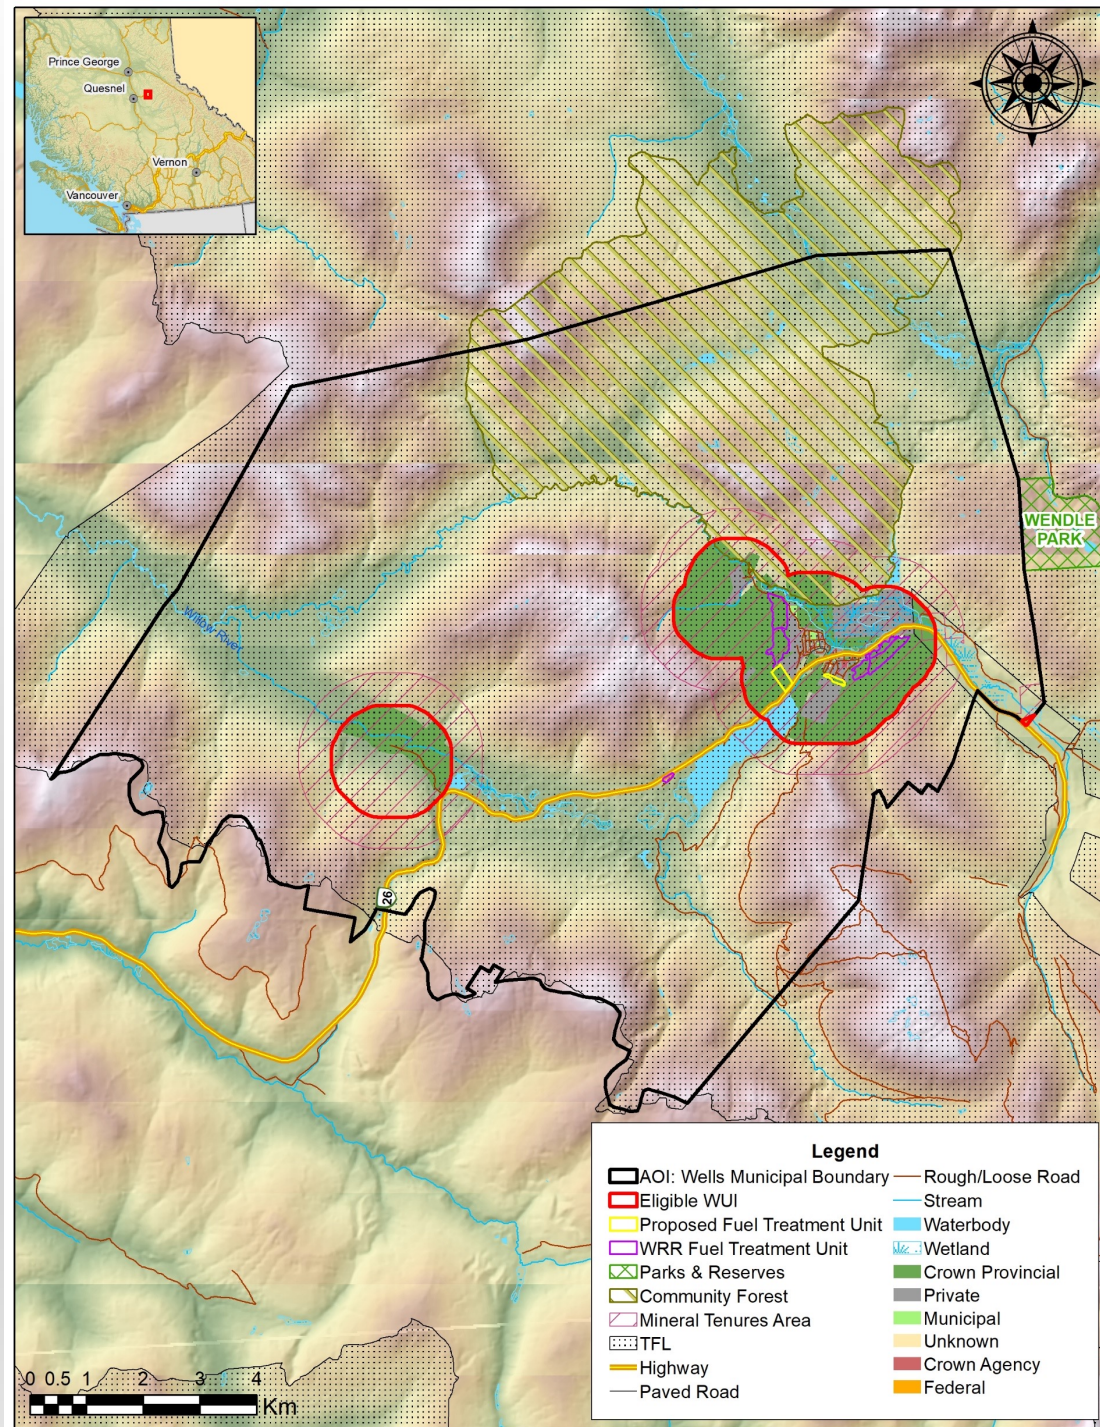 Prince George
Quesnel
Vernon
Vancouver
WENDLE
PARK
Willow River
26
Legend
AOI: Wells Municipal Boundary
Eligible WUI
Proposed Fuel Treatment Unit
WRR Fuel Treatment Unit
Parks & Reserves
Community Forest
Mineral Tenures Area
TFL
Highway
Paved Road
Rough/Loose Road
Stream
Waterbody
Wetland
Crown Provincial
Private
Municipal
Unknown
Crown Agency
Federal
0 0.5 1 2 3 4
Km